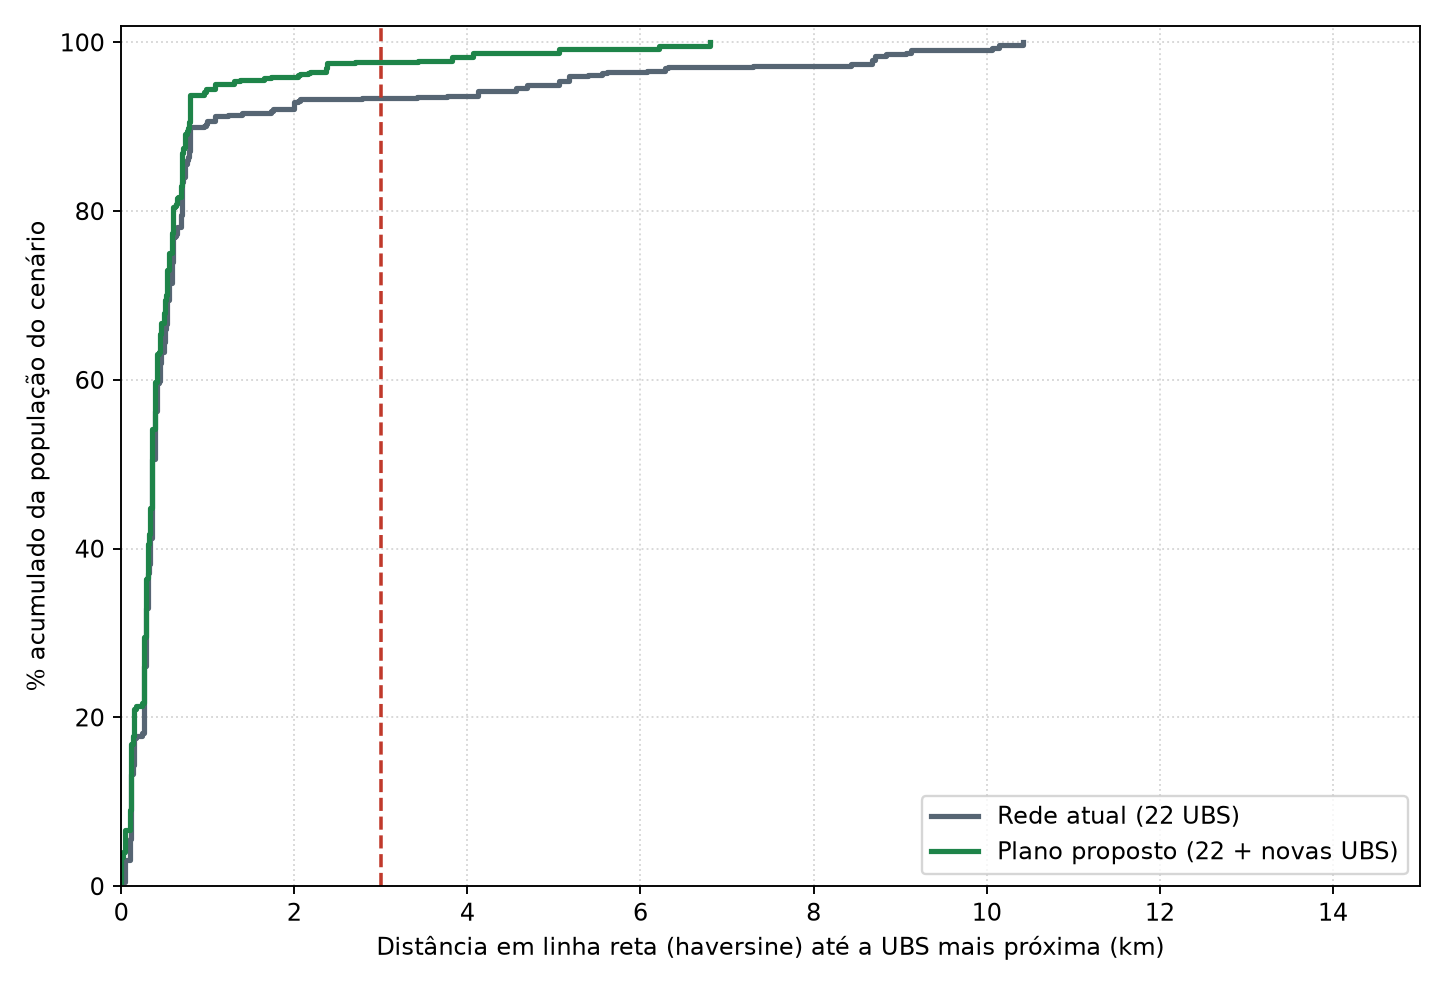 100
80
60
40
20
0
% acumulado da população do cenário
0 2 4 6 8 10 12 14
Distância em linha reta (haversine) até a UBS mais próxima (km)
Rede atual (22 UBS)
Plano proposto (22 + novas UBS)